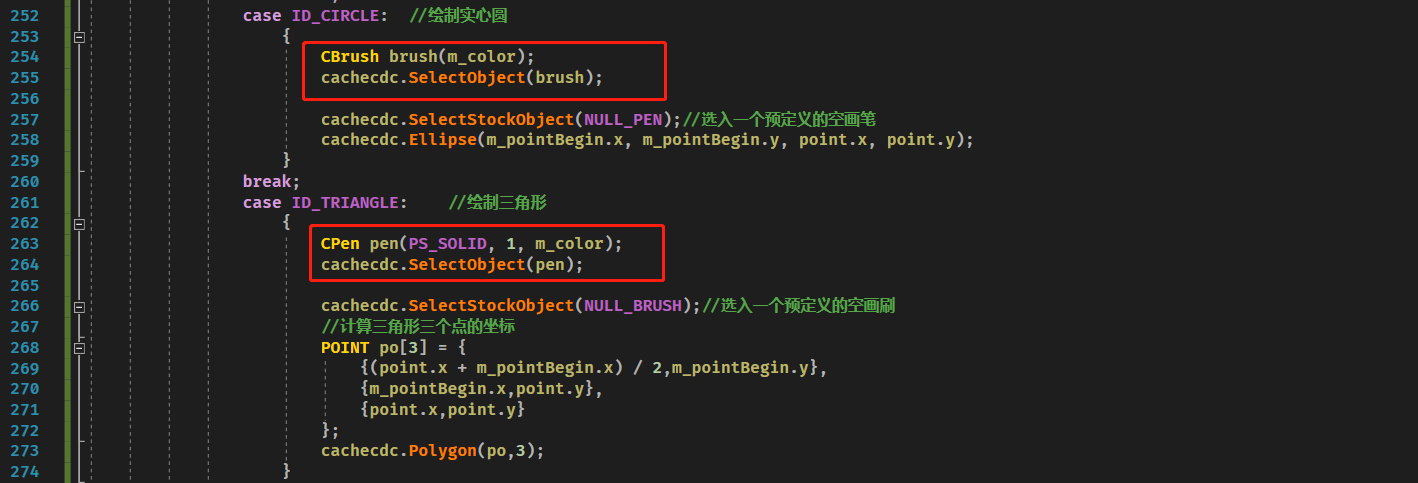 252 case ID_CIRCLE: //绘制实心圆
253 {
254 CBrush brush(m_color);
255 cachecdc.SelectObject(brush);
256
257 cachecdc.SelectStockObject(NULL_PEN);//选入一个预定义的空画笔
258 cachecdc.Ellipse(m_pointBegin.x, m_pointBegin.y, point.x, point.y);
259 }
260 break;
261 case ID_TRIANGLE: //绘制三角形
262 {
263 CPen pen(PS_SOLID, 1, m_color);
264 cachecdc.SelectObject(pen);
265
266 cachecdc.SelectStockObject(NULL_BRUSH);//选入一个预定义的空画刷
267 //计算三角形三个点的坐标
268 POINT po[3] = {
269 {(point.x + m_pointBegin.x) / 2,m_pointBegin.y},
270 {m_pointBegin.x,point.y},
271 {point.x,point.y}
272 };
273 cachecdc.Polygon(po,3);
274 }